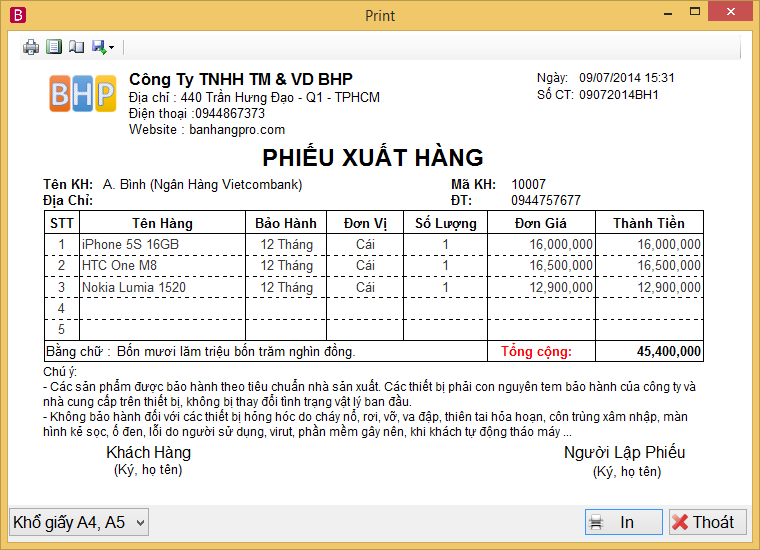 B Print
BHP
Công Ty TNHH TM & VD BHP
Địa chỉ : 440 Trần Hưng Đạo - Q1 - TPHCM
Điện thoại :0944867373
Website : banhangpro.com
Ngày: 09/07/2014 15:31
Số CT: 09072014BH1
PHIẾU XUẤT HÀNG
Tên KH: A. Bình (Ngân Hàng Vietcombank) Mã KH: 10007
Địa Chỉ: ĐT: 0944757677
STT Tên Hàng Bảo Hành Đơn Vị Số Lượng Đơn Giá Thành Tiền
1 iPhone 5S 16GB 12 Tháng Cái 1 16,000,000 16,000,000
2 HTC One M8 12 Tháng Cái 1 16,500,000 16,500,000
3 Nokia Lumia 1520 12 Tháng Cái 1 12,900,000 12,900,000
4
5
Bằng chữ : Bốn mươi lăm triệu bốn trăm nghìn đồng. Tổng cộng: 45,400,000
Chú ý:
- Các sản phẩm được bảo hành theo tiêu chuẩn nhà sản xuất. Các thiết bị phải con nguyên tem bảo hành của công ty và
nhà cung cấp trên thiết bị, không bị thay đổi tình trạng vật lý ban đầu.
- Không bảo hành đối với các thiết bị hỏng hóc do cháy nổ, rơi, vỡ, va đập, thiên tai hỏa hoạn, côn trùng xâm nhập, màn
hình kẻ sọc, ố đen, lỗi do người sử dụng, virut, phần mềm gây nên, khi khách tự động tháo máy ...
Khách Hàng Người Lập Phiếu
(Ký, họ tên) (Ký, họ tên)
Khổ giấy A4, A5 In Thoát